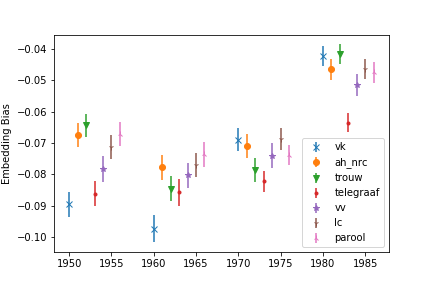 −0.04
−0.05
−0.06
−0.07
−0.08
−0.09
−0.10
Embedding Bias
1950
1955
1960
1965
1970
1975
1980
1985
vk
ah_nrc
trouw
telegraaf
vv
lc
parool